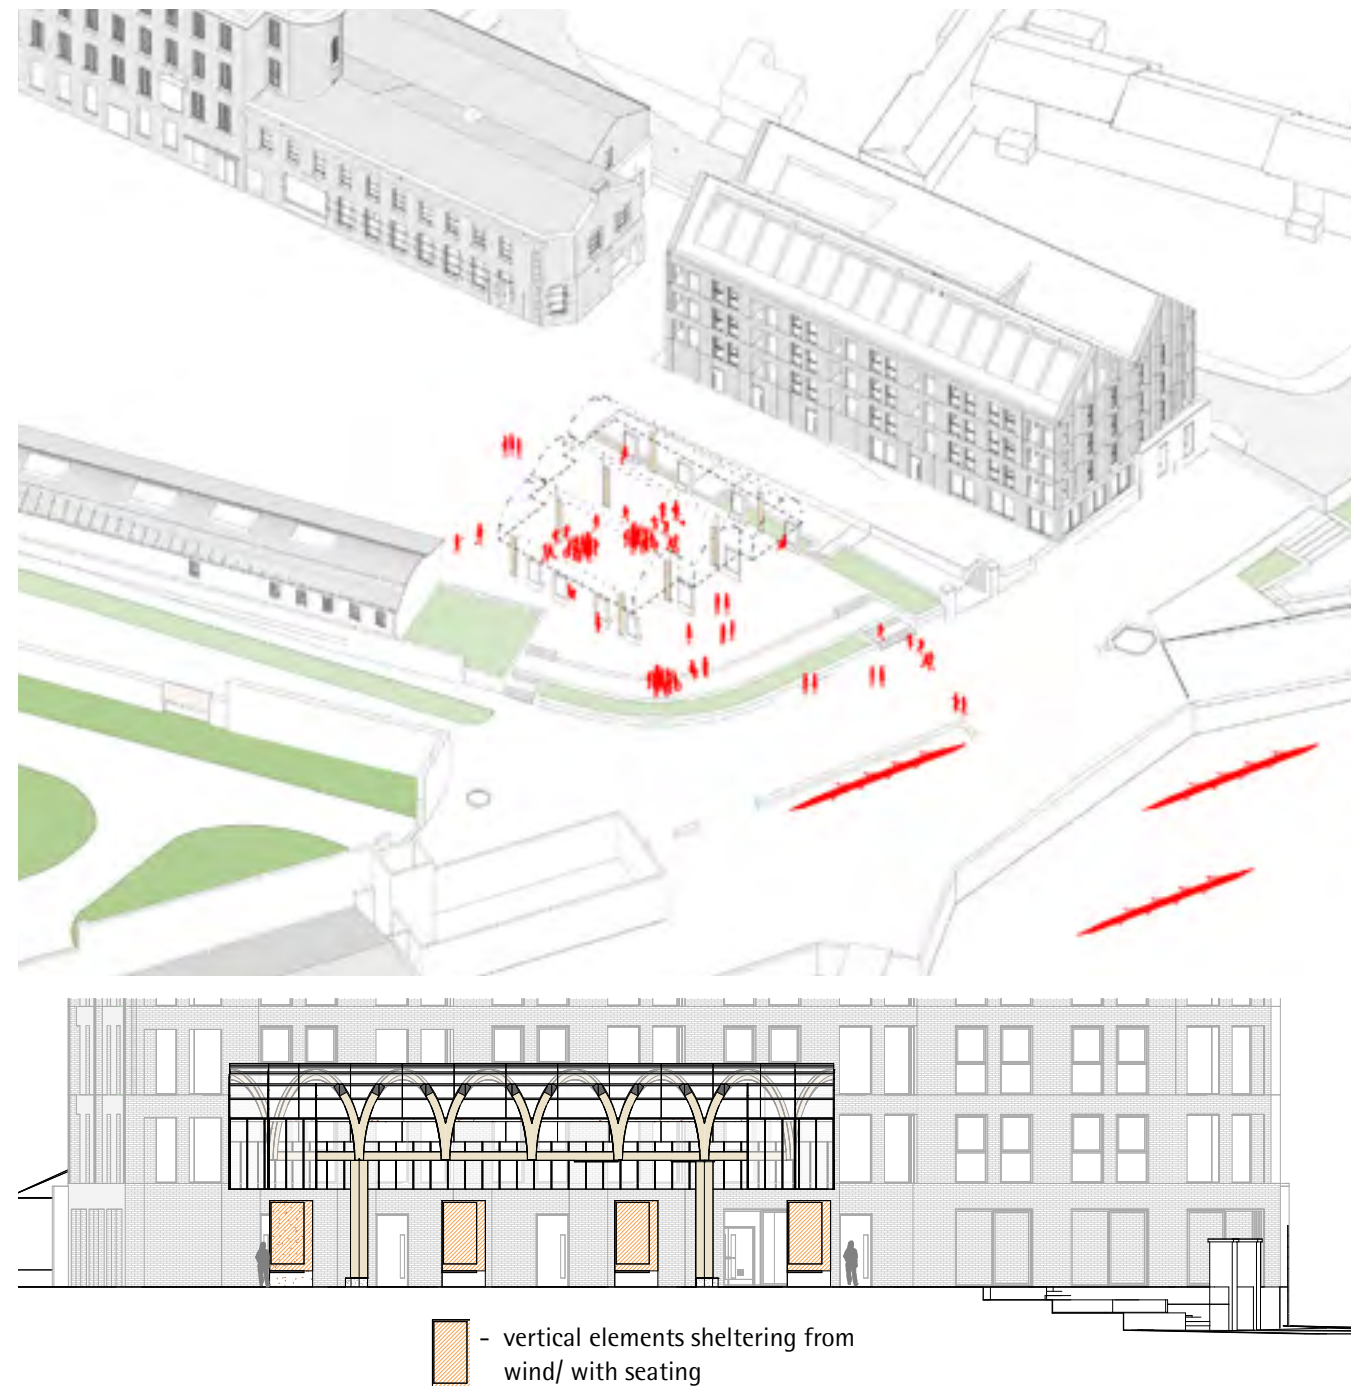 - vertical elements sheltering from
wind/ with seating